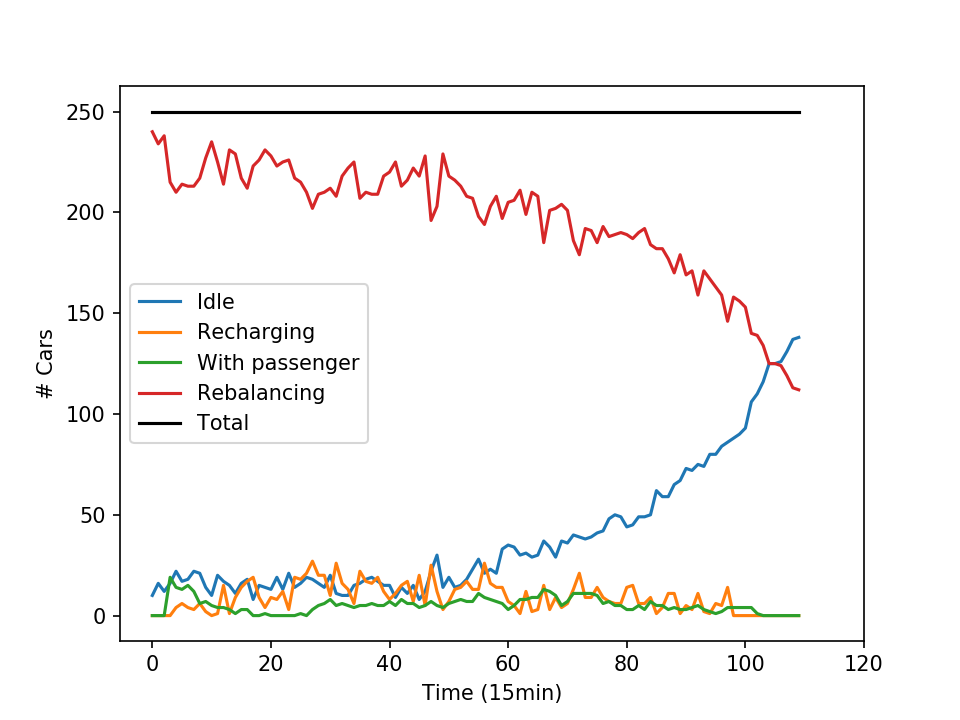 250
200
150
100
50
0
# Cars
Idle
Recharging
With passenger
Rebalancing
Total
0 20 40 60 80 100 120
Time (15min)